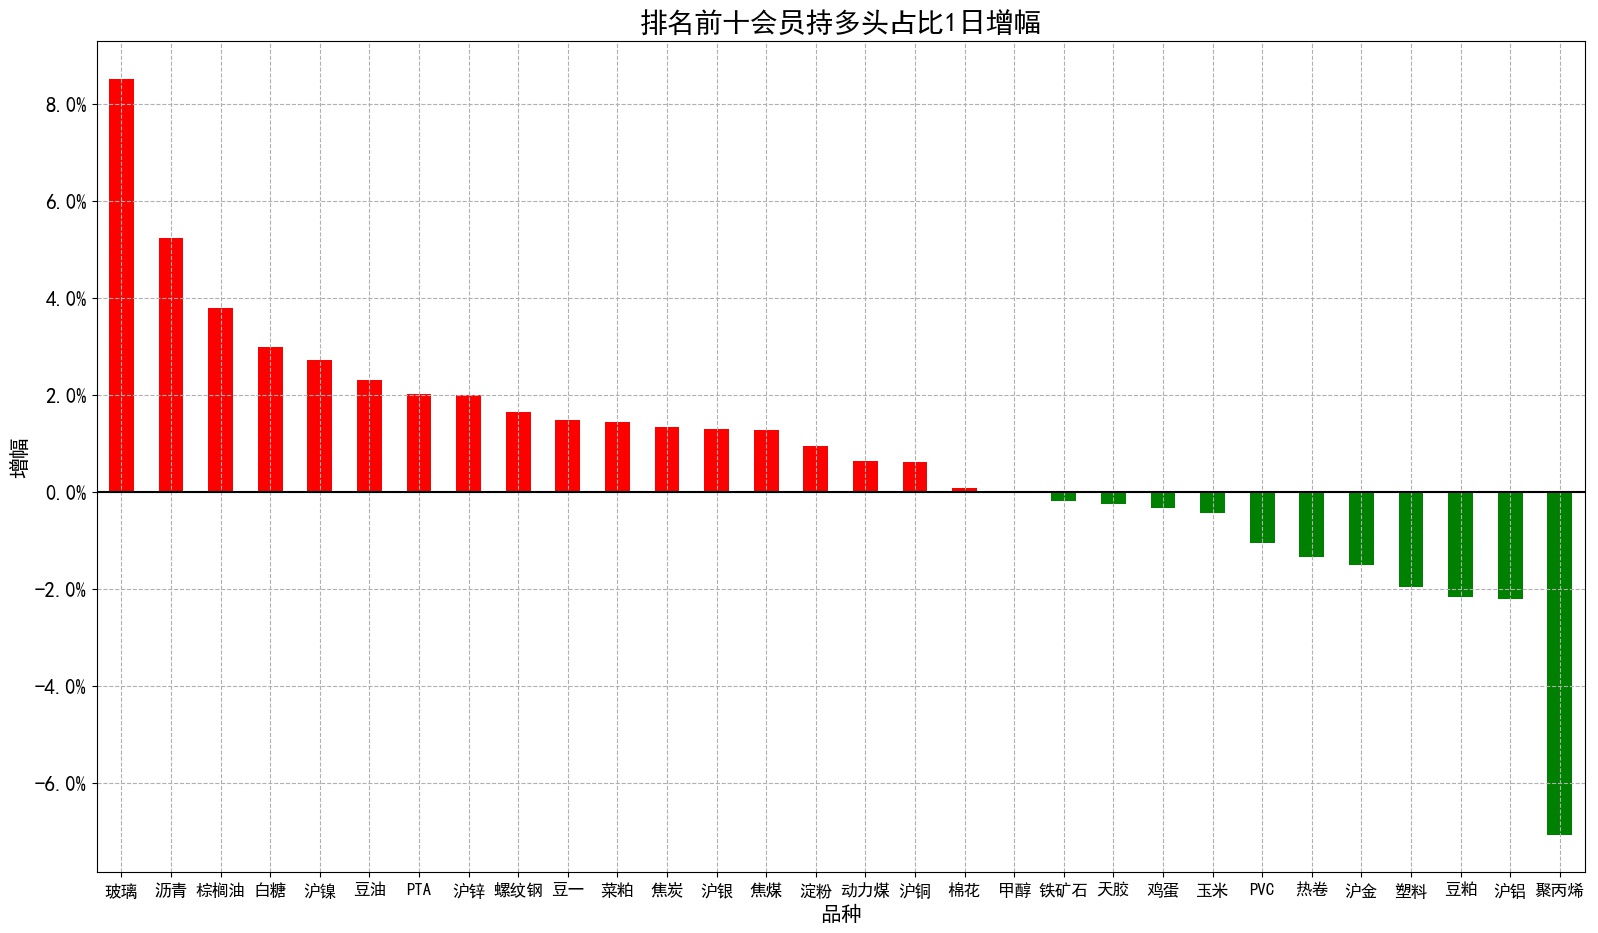 排名前十会员持多头占比1日增幅
8.0%
6.0%
4.0%
2.0%
0.0%
-2.0%
-4.0%
-6.0%
增幅
玻璃 沥青 棕榈油 白糖 沪镍 豆油 PTA 沪锌 螺纹钢 豆一 菜粕 焦炭 沪银 焦煤 淀粉 动力煤 沪铜 棉花 甲醇 铁矿石 天胶 鸡蛋 玉米 PVC 热卷 沪金 塑料 豆粕 沪铝 聚丙烯
品种